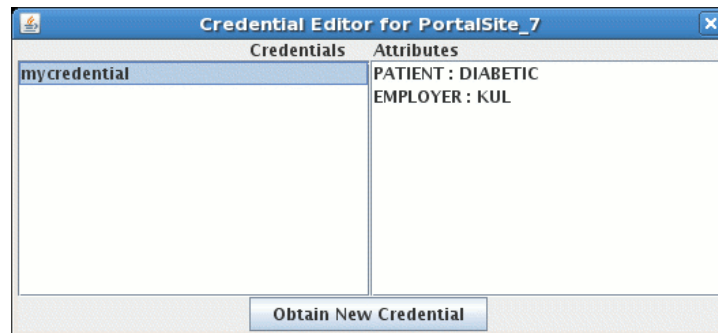 Credential Editor for PortalSite_7
Credentials
Attributes
mycredential
PATIENT : DIABETIC
EMPLOYER : KUL
Obtain New Credential